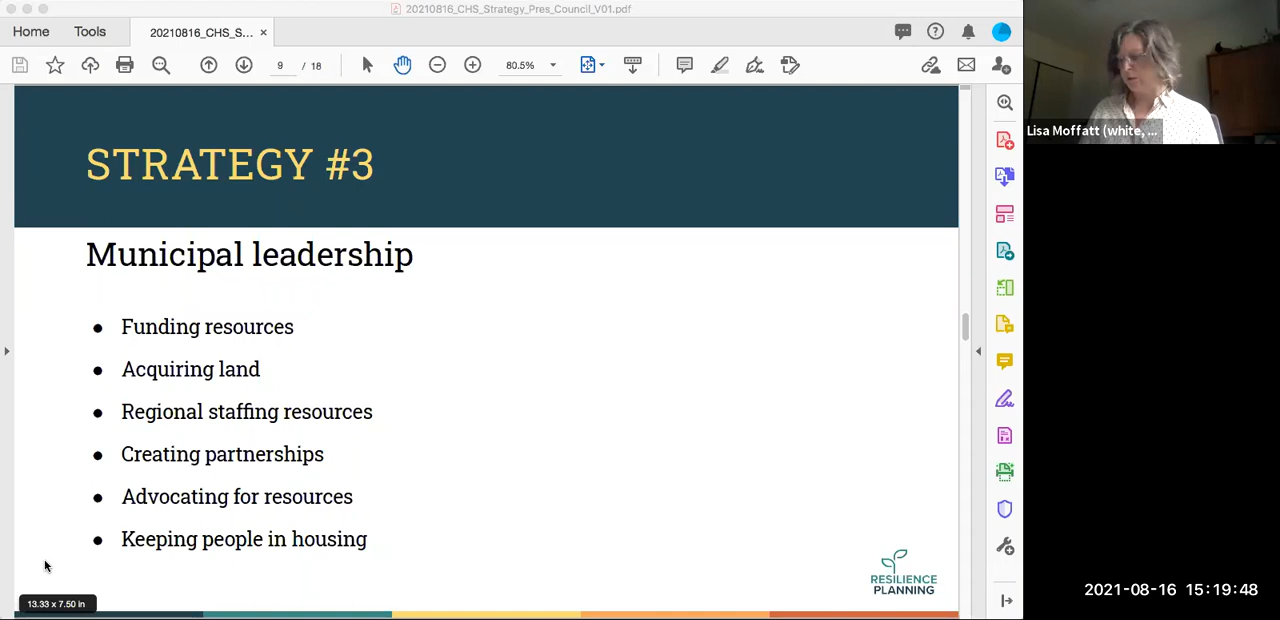 20210816_CHS_Strategy_Pres_Council_V01.pdf
Home
Tools
20210816_CHS_S... ×
9 / 18
80.5%
STRATEGY #3
Municipal leadership
● Funding resources
● Acquiring land
● Regional staffing resources
● Creating partnerships
● Advocating for resources
● Keeping people in housing
RESILIENCE
PLANNING
13.33 x 7.50 in
Lisa Moffatt (white, ...
2021-08-16 15:19:48